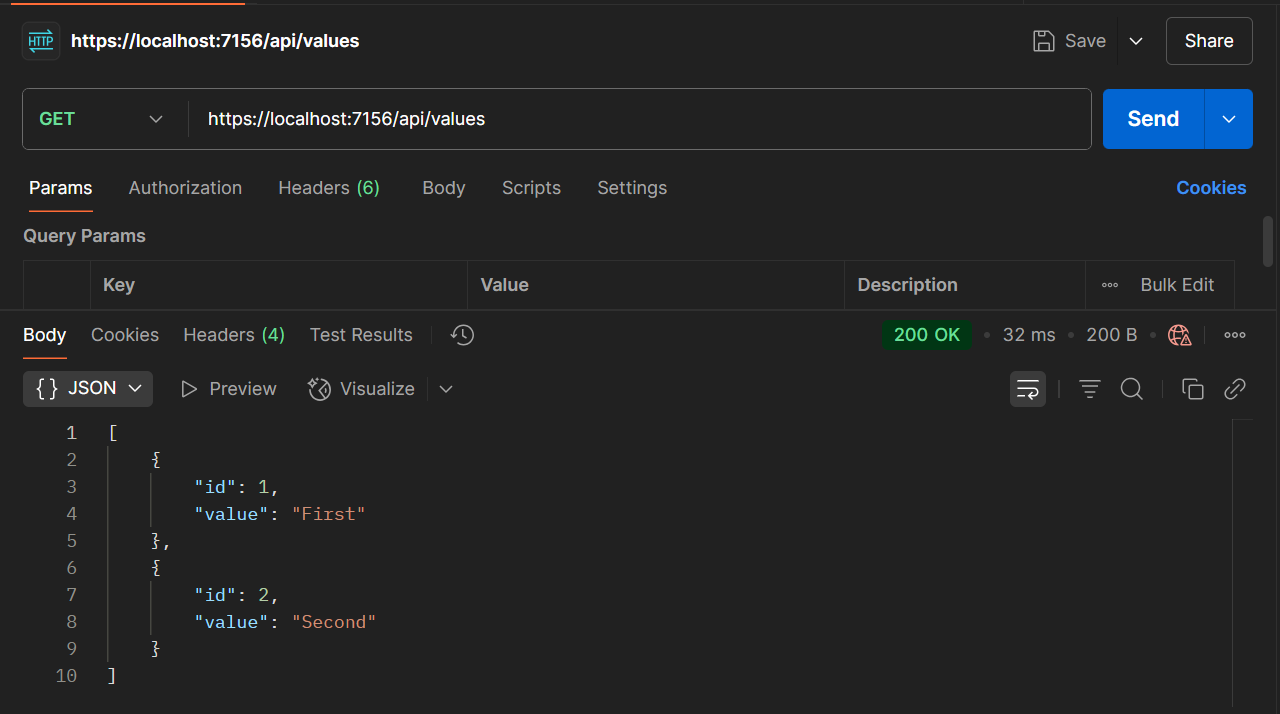 HTTP https://localhost:7156/api/values Save Share
GET https://localhost:7156/api/values Send
Params Authorization Headers (6) Body Scripts Settings Cookies
Query Params
Key Value Description Bulk Edit
Body Cookies Headers (4) Test Results 200 OK 32 ms 200 B
{} JSON Preview Visualize
1 [
2 {
3 "id": 1,
4 "value": "First"
5 },
6 {
7 "id": 2,
8 "value": "Second"
9 }
10 ]